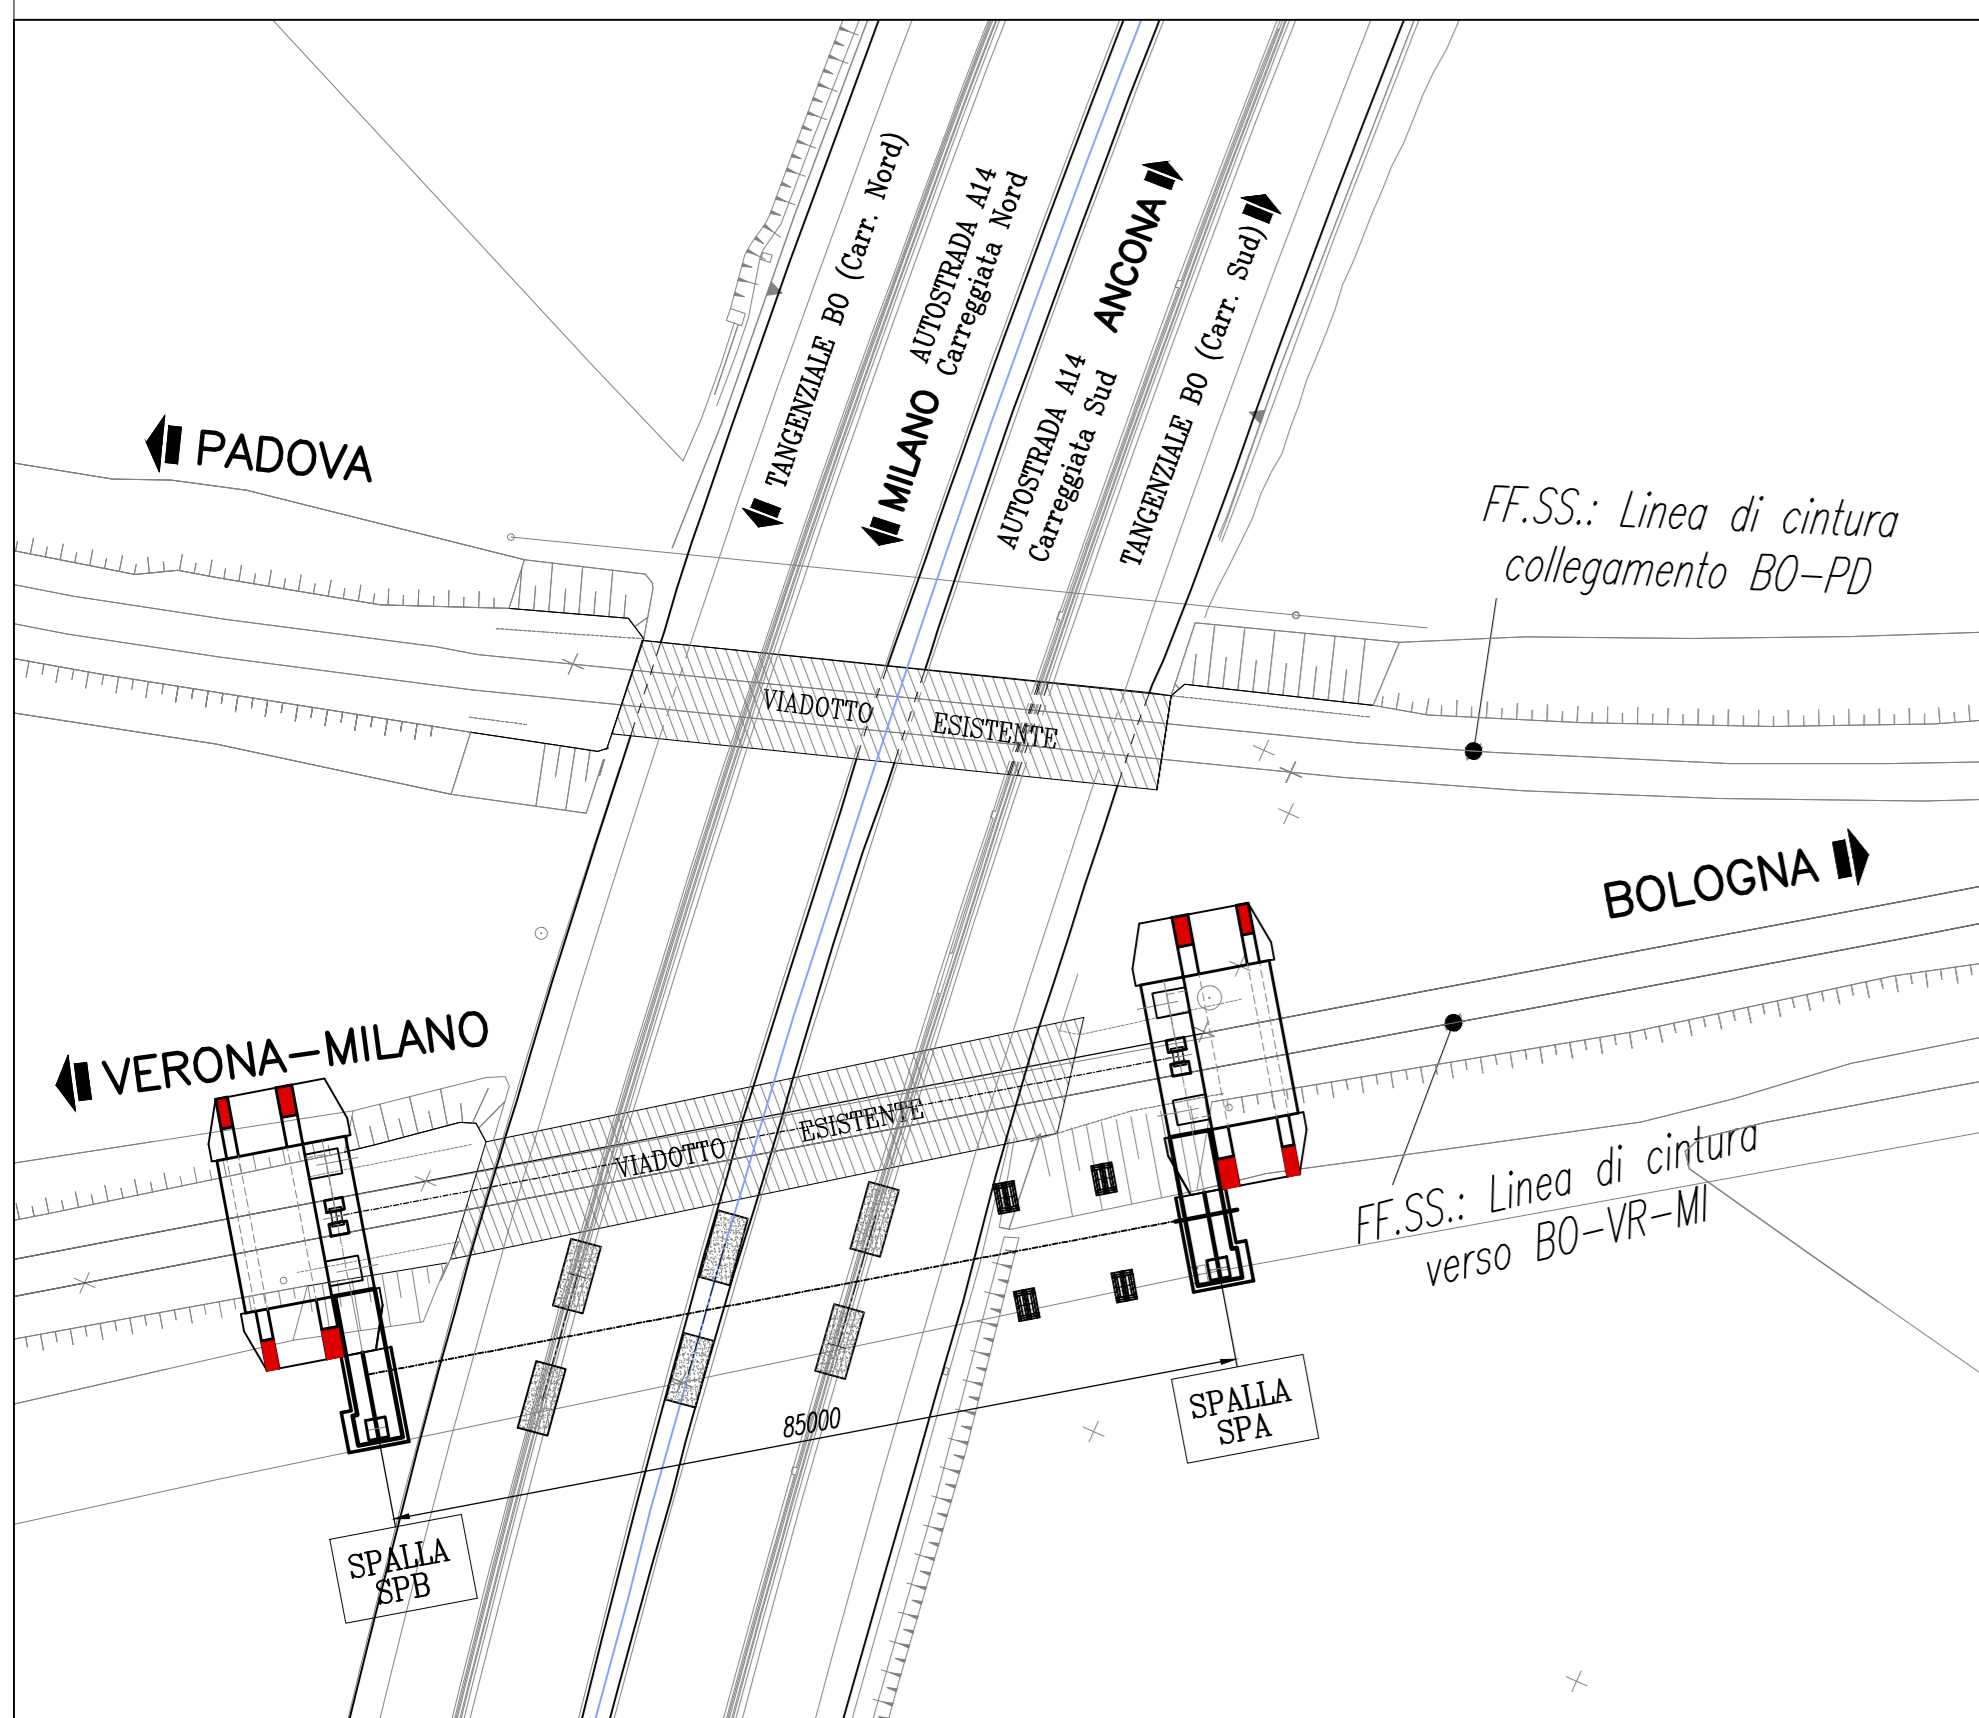 TANGENZIALE BO (Carr. Nord)
MILANO
AUTOSTRADA A14
Carreggiata Nord
AUTOSTRADA A14
Carreggiata Sud
ANCONA
TANGENZIALE BO (Carr. Sud)
PADOVA
FF.SS.: Linea di cintura
collegamento BO-PD
VIADOTTO ESISTENTE
BOLOGNA
VERONA-MILANO
VIADOTTO ESISTENTE
FF.SS.: Linea di cintura
verso BO-VR-MI
85000
SPALLA
SPA
SPALLA
SPB